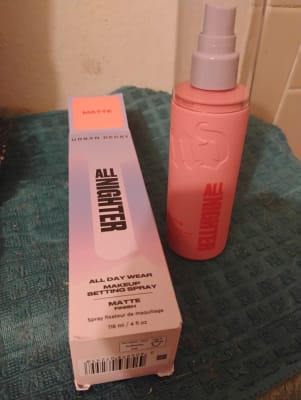 MATTE
URBAN DECAY
ALL
NIGHTER
ALL DAY WEAR
MAKEUP
SETTING SPRAY
MATTE
FINISH
Spray fixateur de maquillage
118 ml / 4 fl oz
UD
ALL
NIGHTER